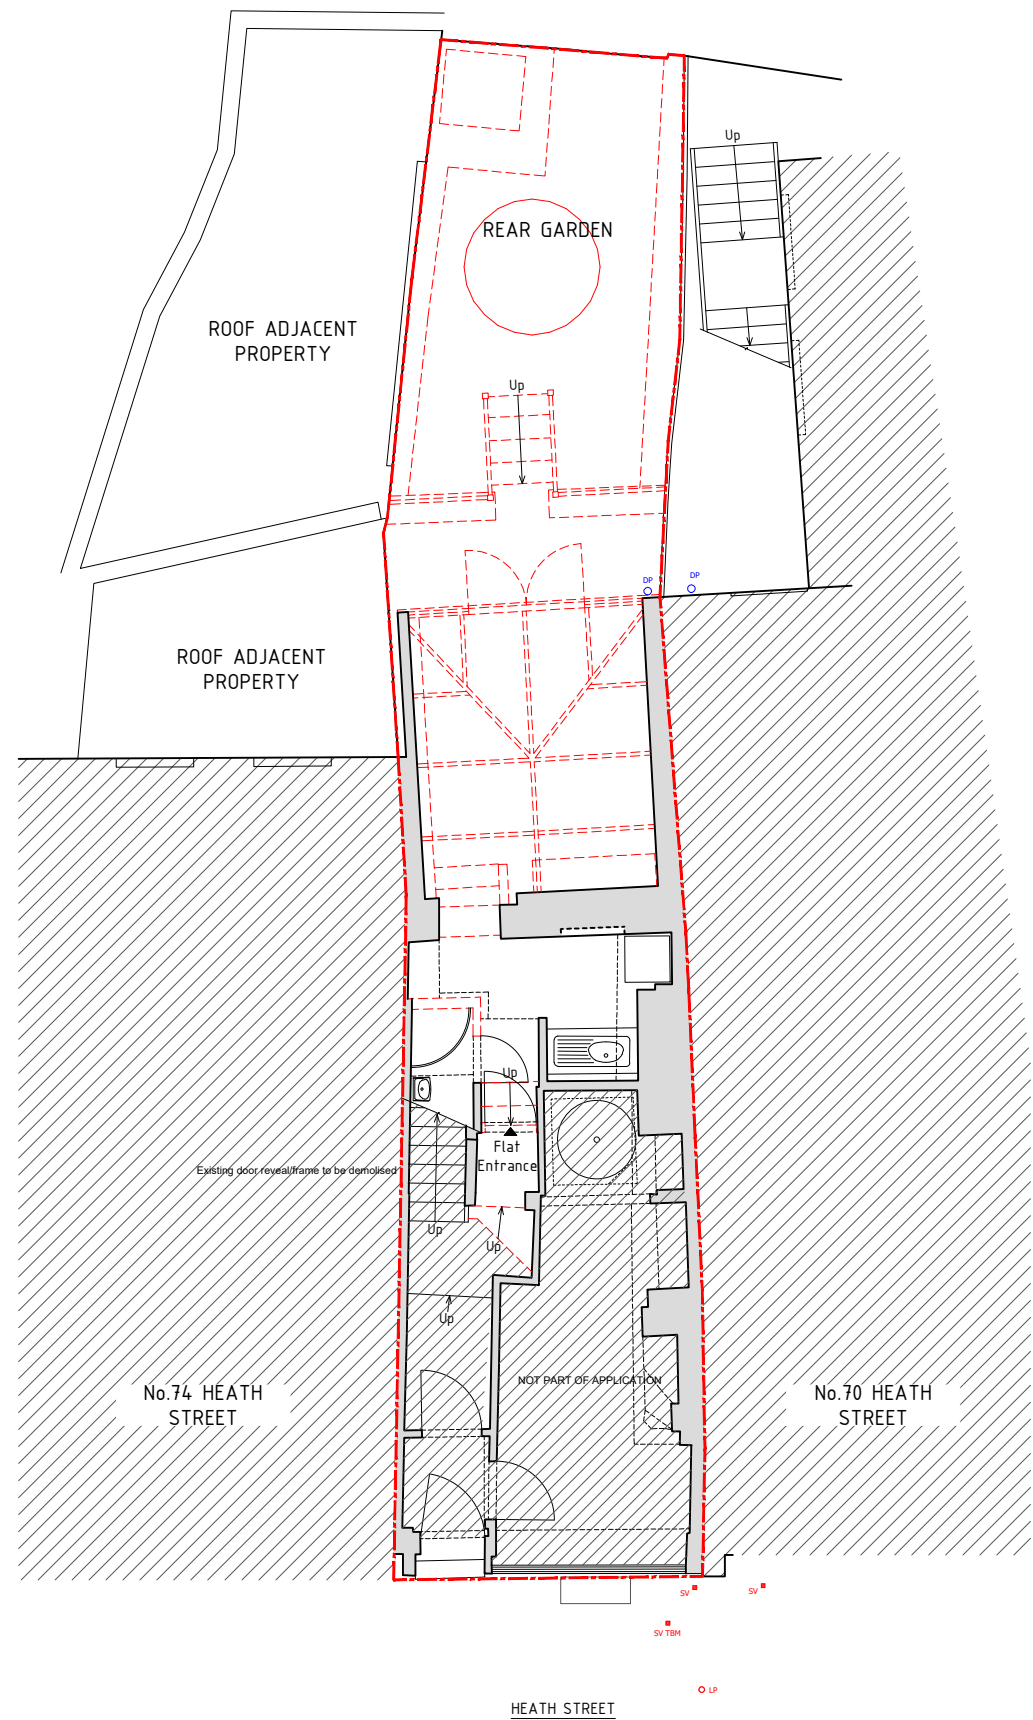 Up
REAR GARDEN
ROOF ADJACENT
PROPERTY
Up
DP
DP
ROOF ADJACENT
PROPERTY
Up
Flat
Entrance
Existing door reveal/frame to be demolised
Up
Up
Up
NOT PART OF APPLICATION
No.74 HEATH
STREET
No.70 HEATH
STREET
SV
SV
SV TBM
LP
HEATH STREET